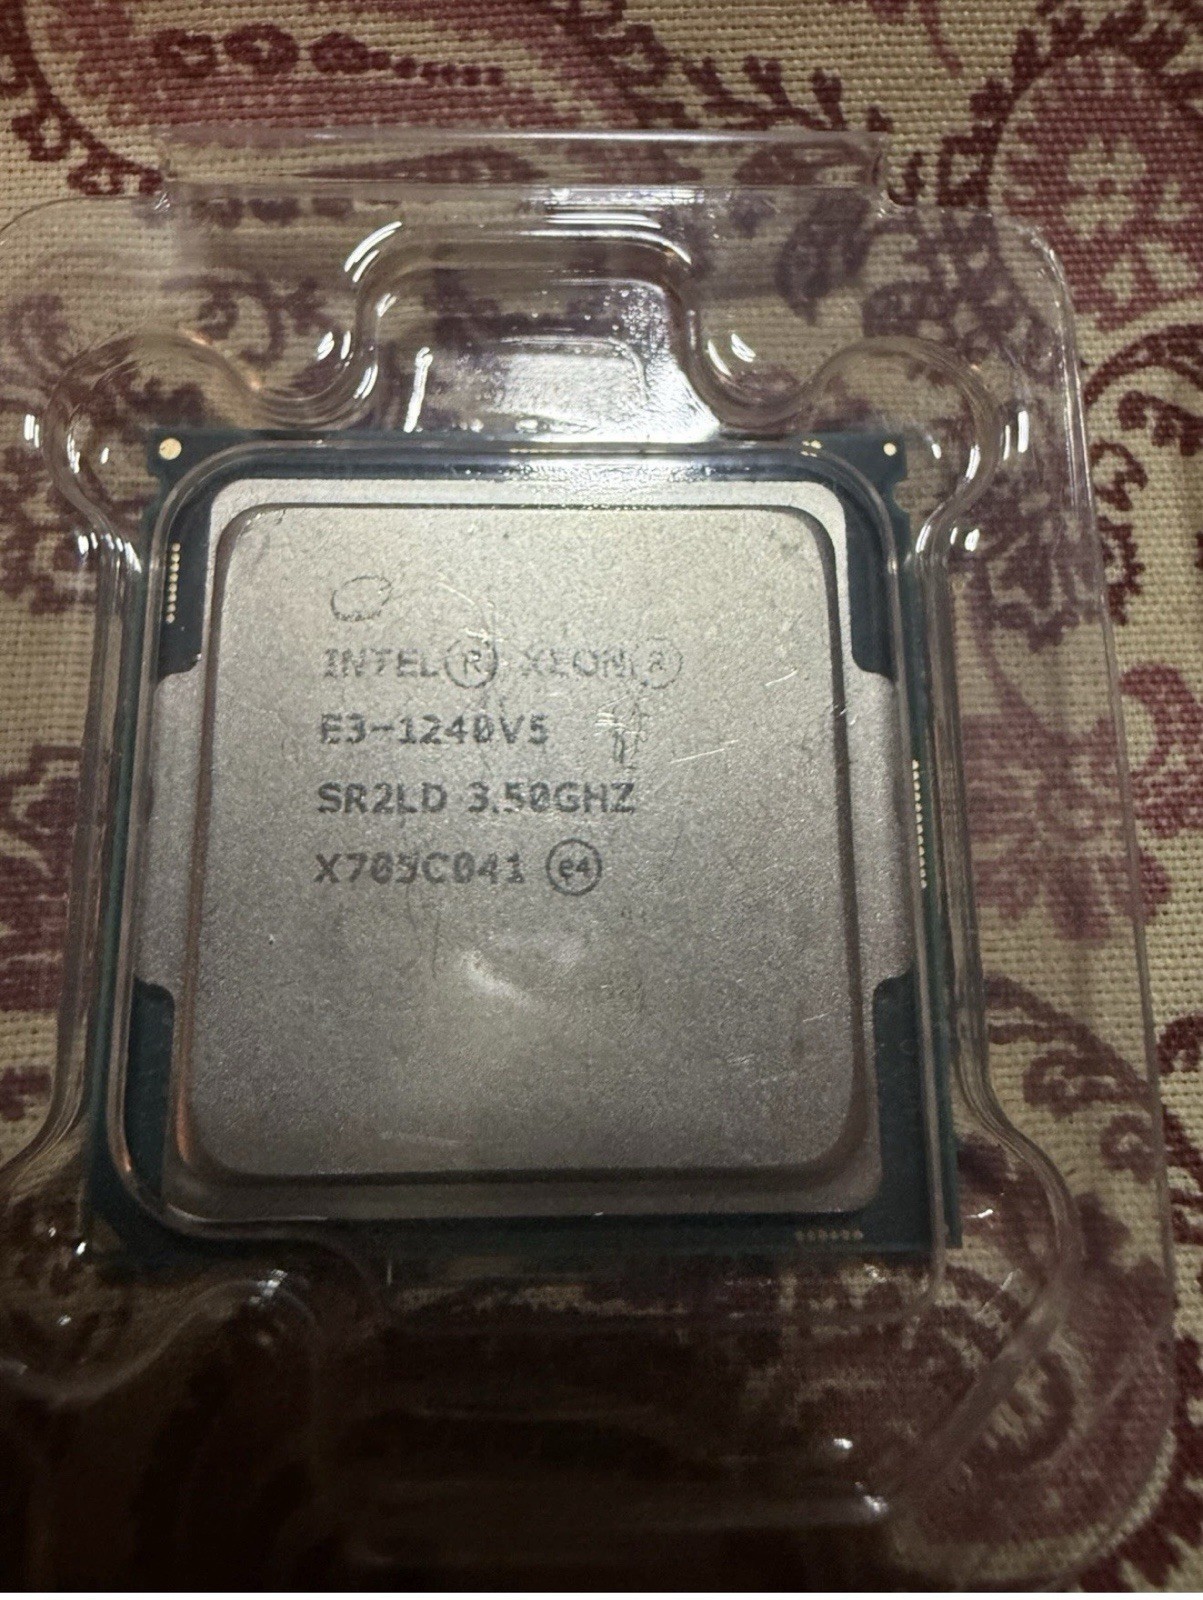 INTEL® XEON®
E3-1240V5
SR2LD 3.50GHZ
X705C041 e4